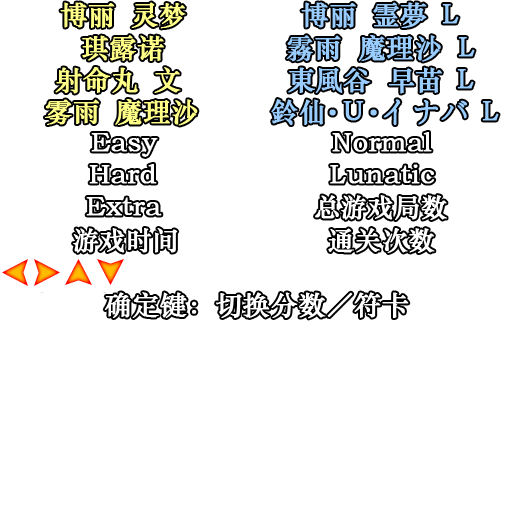 博丽 灵梦 博丽 霊夢 L
琪露诺 霧雨 魔理沙 L
射命丸 文 東風谷 早苗 L
雾雨 魔理沙 鈴仙・U・イナバ L
Easy Normal
Hard Lunatic
Extra 总游戏局数
游戏时间 通关次数
确定键：切换分数／符卡